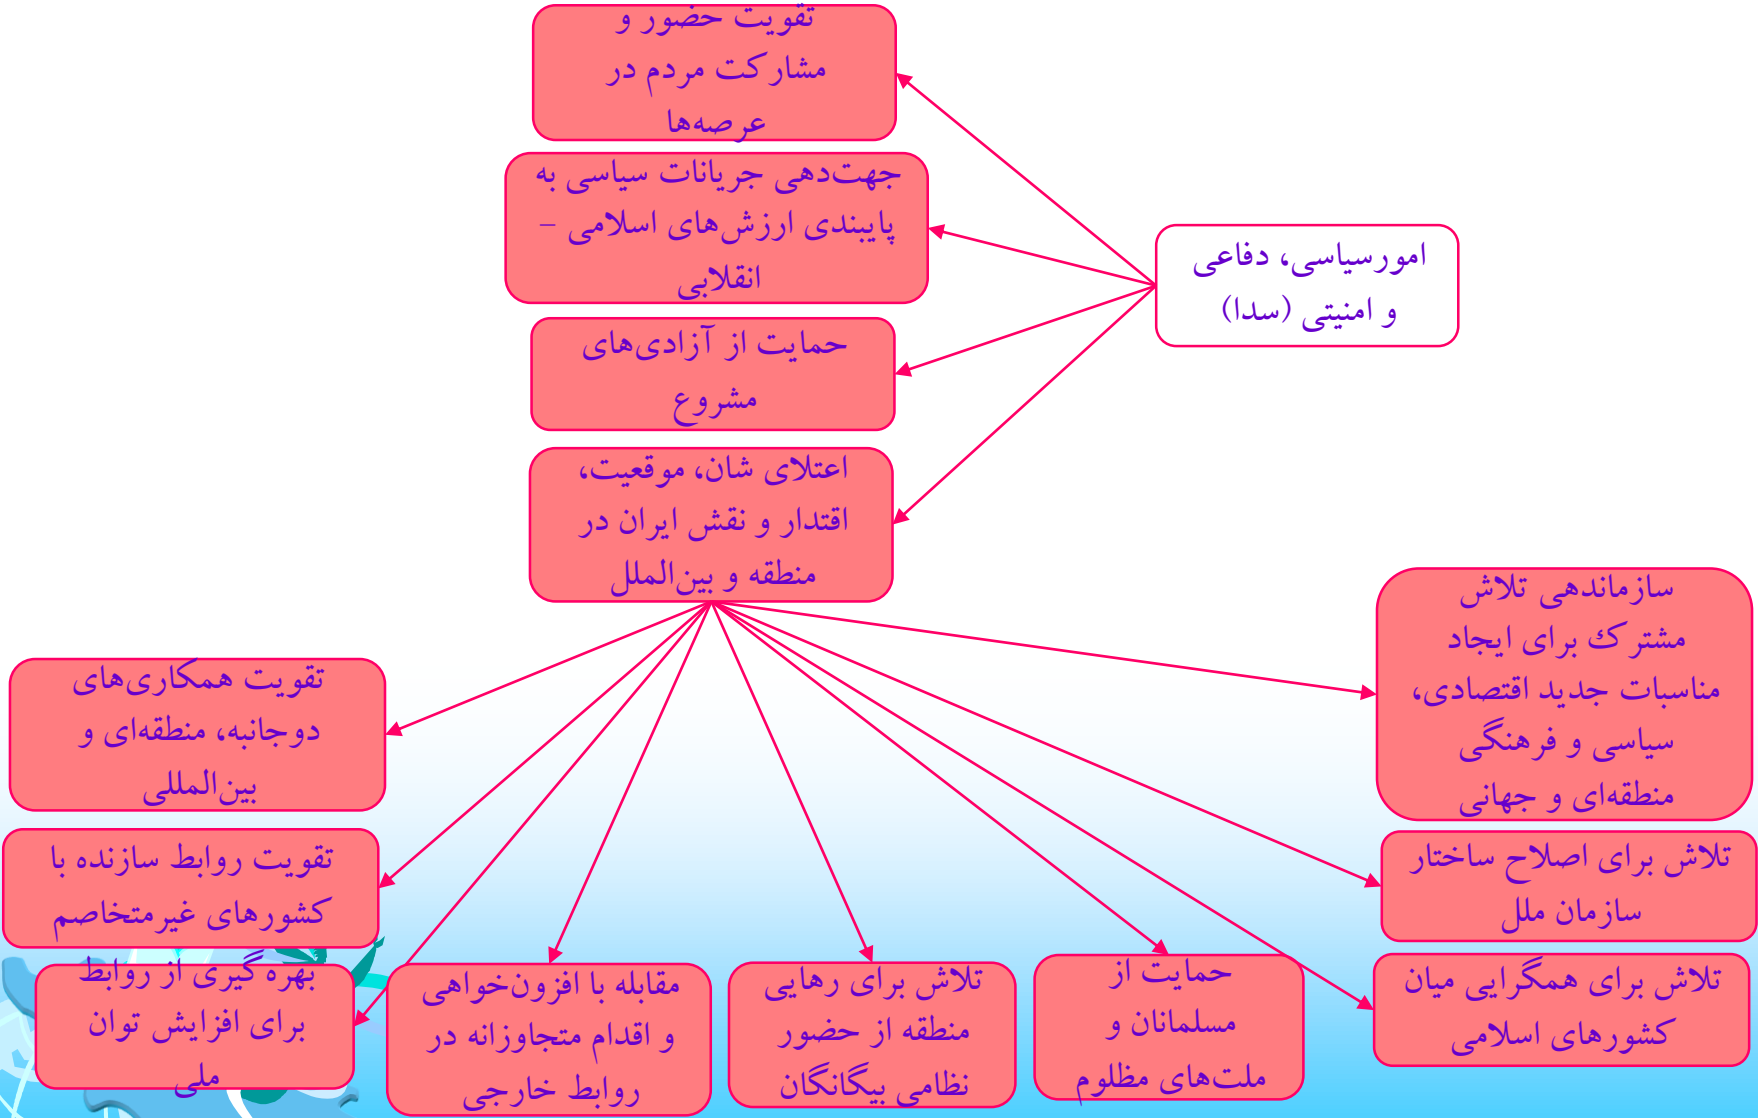 تقویت حضور و
مشارکت مردم در
عرصه‌ها
جهت‌دهی جریانات سیاسی به
پایبندی ارزش‌های اسلامی –
انقلابی
امورسیاسی، دفاعی
و امنیتی (سدا)
حمایت از آزادی‌های
مشروع
اعتلای شان، موقعیت،
اقتدار و نقش ایران در
منطقه و بین‌الملل
سازماندهی تلاش
مشترك برای ایجاد
مناسبات جدید اقتصادی،
سیاسی و فرهنگی
منطقه‌ای و جهانی
تلاش برای اصلاح ساختار
سازمان ملل
تلاش برای همگرایی میان
کشورهای اسلامی
حمایت از
مسلمانان و
ملت‌های مظلوم
تلاش برای رهایی
منطقه از حضور
نظامی بیگانگان
مقابله با افزون‌خواهی
و اقدام متجاوزانه در
روابط خارجی
تقویت همکاری‌های
دوجانبه، منطقه‌ای و
بین‌المللی
تقویت روابط سازنده با
کشورهای غیرمتخاصم
بهره‌گیری از روابط
برای افزایش توان
ملی